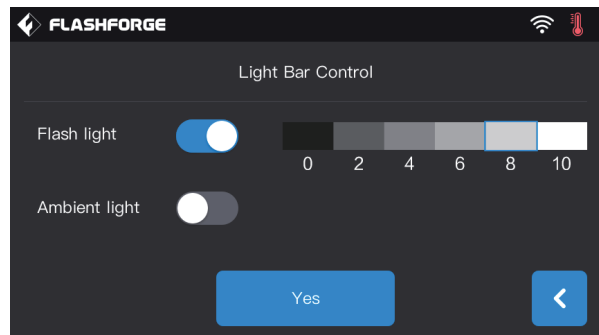 FLASHFORGE
Light Bar Control
Flash light
0 2 4 6 8 10
Ambient light
Yes